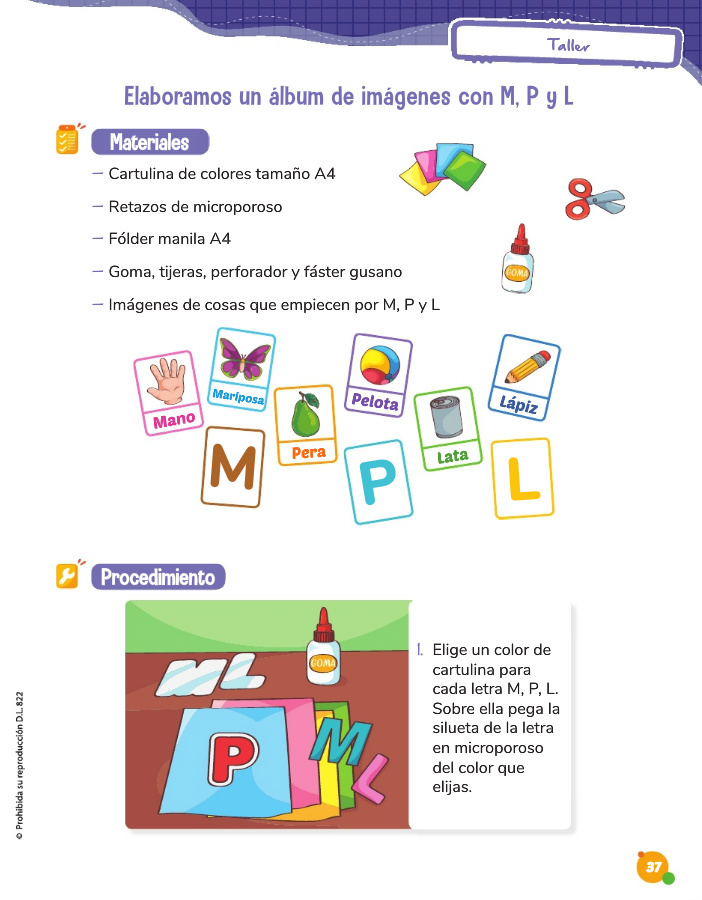 Taller
Elaboramos un álbum de imágenes con M, P y L
Materiales
— Cartulina de colores tamaño A4
— Retazos de microporoso
— Fólder manila A4
— Goma, tijeras, perforador y fáster gusano
— Imágenes de cosas que empiecen por M, P y L
GOMA
Mano
Mariposa
Pera
Pelota
Lata
Lápiz
M
P
L
Procedimiento
GOMA
M L
P
M
L
1. Elige un color de
cartulina para
cada letra M, P, L.
Sobre ella pega la
silueta de la letra
en microporoso
del color que
elijas.
© Prohibida su reproducción D.L. 822
37